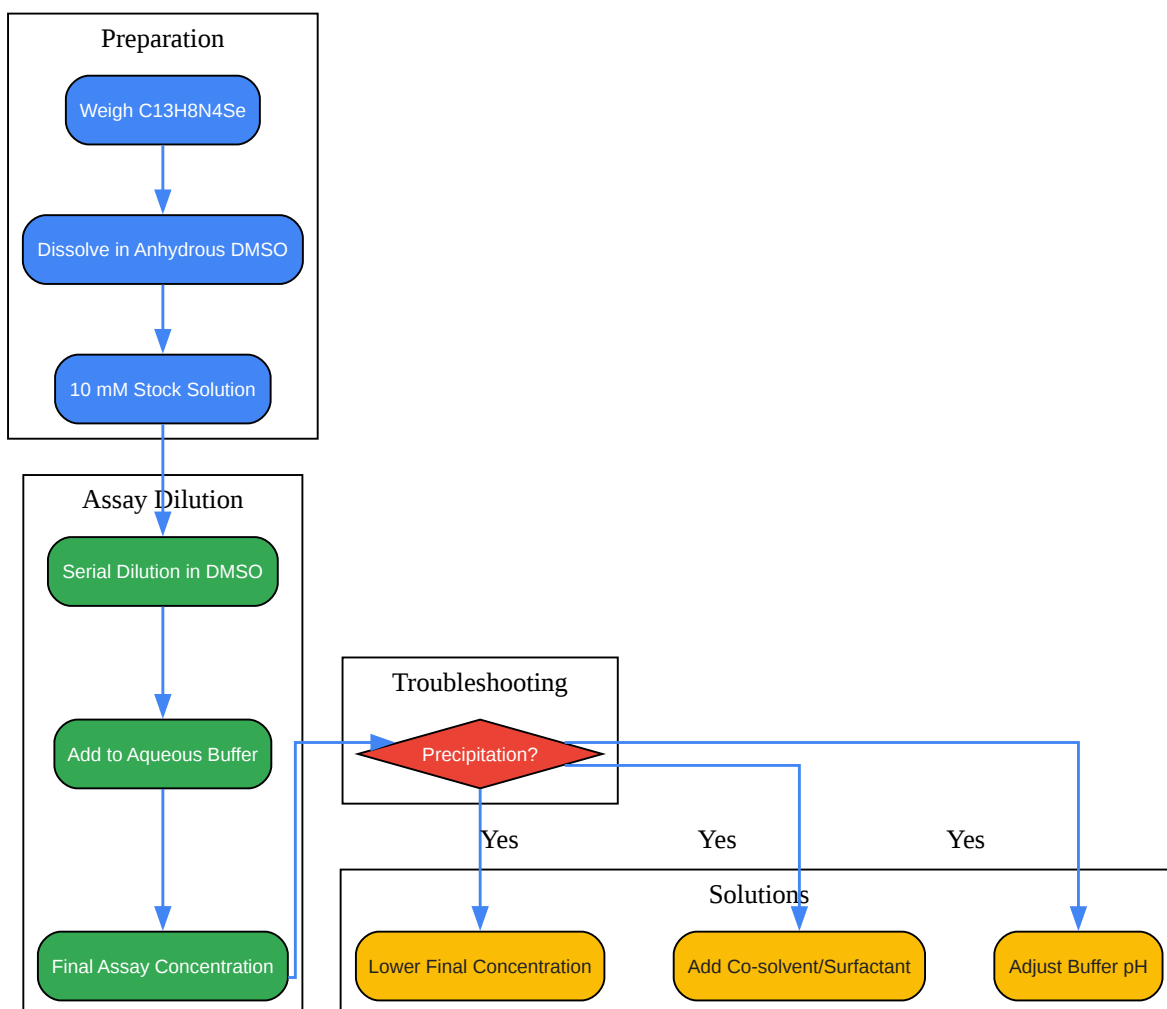 Preparation
Weigh C13H8N4Se
Dissolve in Anhydrous DMSO
10 mM Stock Solution
Assay Dilution
Serial Dilution in DMSO
Add to Aqueous Buffer
Final Assay Concentration
Troubleshooting
Precipitation?
Yes
Yes
Yes
Solutions
Lower Final Concentration
Add Co-solvent/Surfactant
Adjust Buffer pH